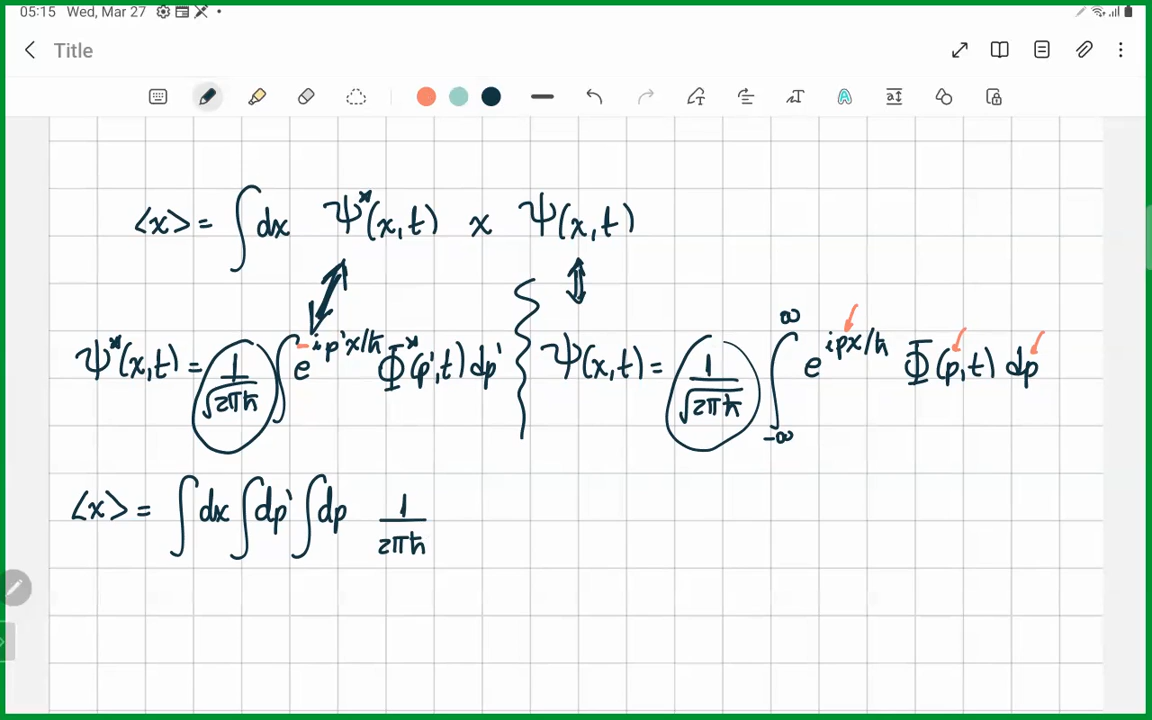 05:15 Wed, Mar 27
Title
⟨x⟩ = ∫ dx Ψ*(x,t) x Ψ(x,t)
Ψ*(x,t) = 1/√(2πħ) ∫ e^(-ip'x/ħ) Φ*(p',t) dp'
Ψ(x,t) = 1/√(2πħ) ∫_{-∞}^{∞} e^(ipx/ħ) Φ(p,t) dp
⟨x⟩ = ∫ dx ∫ dp' ∫ dp 1/(2πħ)